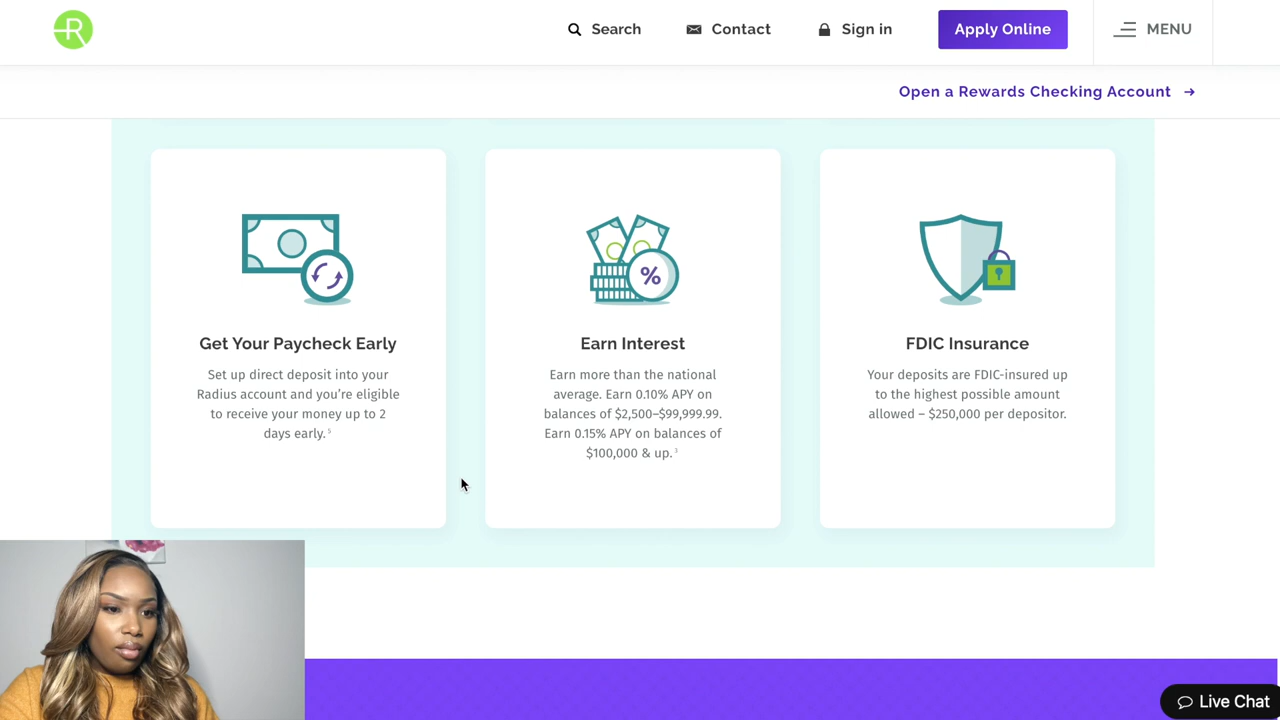 R
Search
Contact
Sign in
Apply Online
MENU
Open a Rewards Checking Account →
Get Your Paycheck Early
Set up direct deposit into your
Radius account and you’re eligible
to receive your money up to 2
days early. 5
%
Earn Interest
Earn more than the national
average. Earn 0.10% APY on
balances of $2,500–$99,999.99.
Earn 0.15% APY on balances of
$100,000 & up. 3
FDIC Insurance
Your deposits are FDIC-insured up
to the highest possible amount
allowed – $250,000 per depositor.
Live Chat